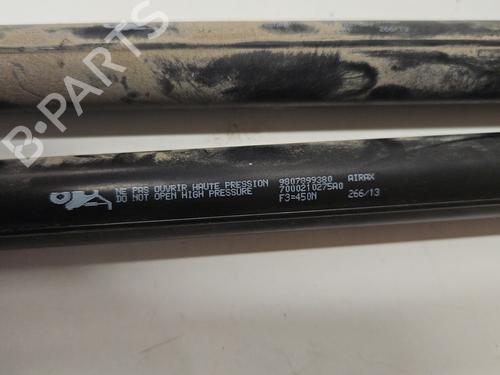 266/13
B-PARTS
NE PAS OUVRIR HAUTE PRESSION 9807899380 AIRAX
DO NOT OPEN HIGH PRESSURE 7000210275A0
F3=450N 266/13